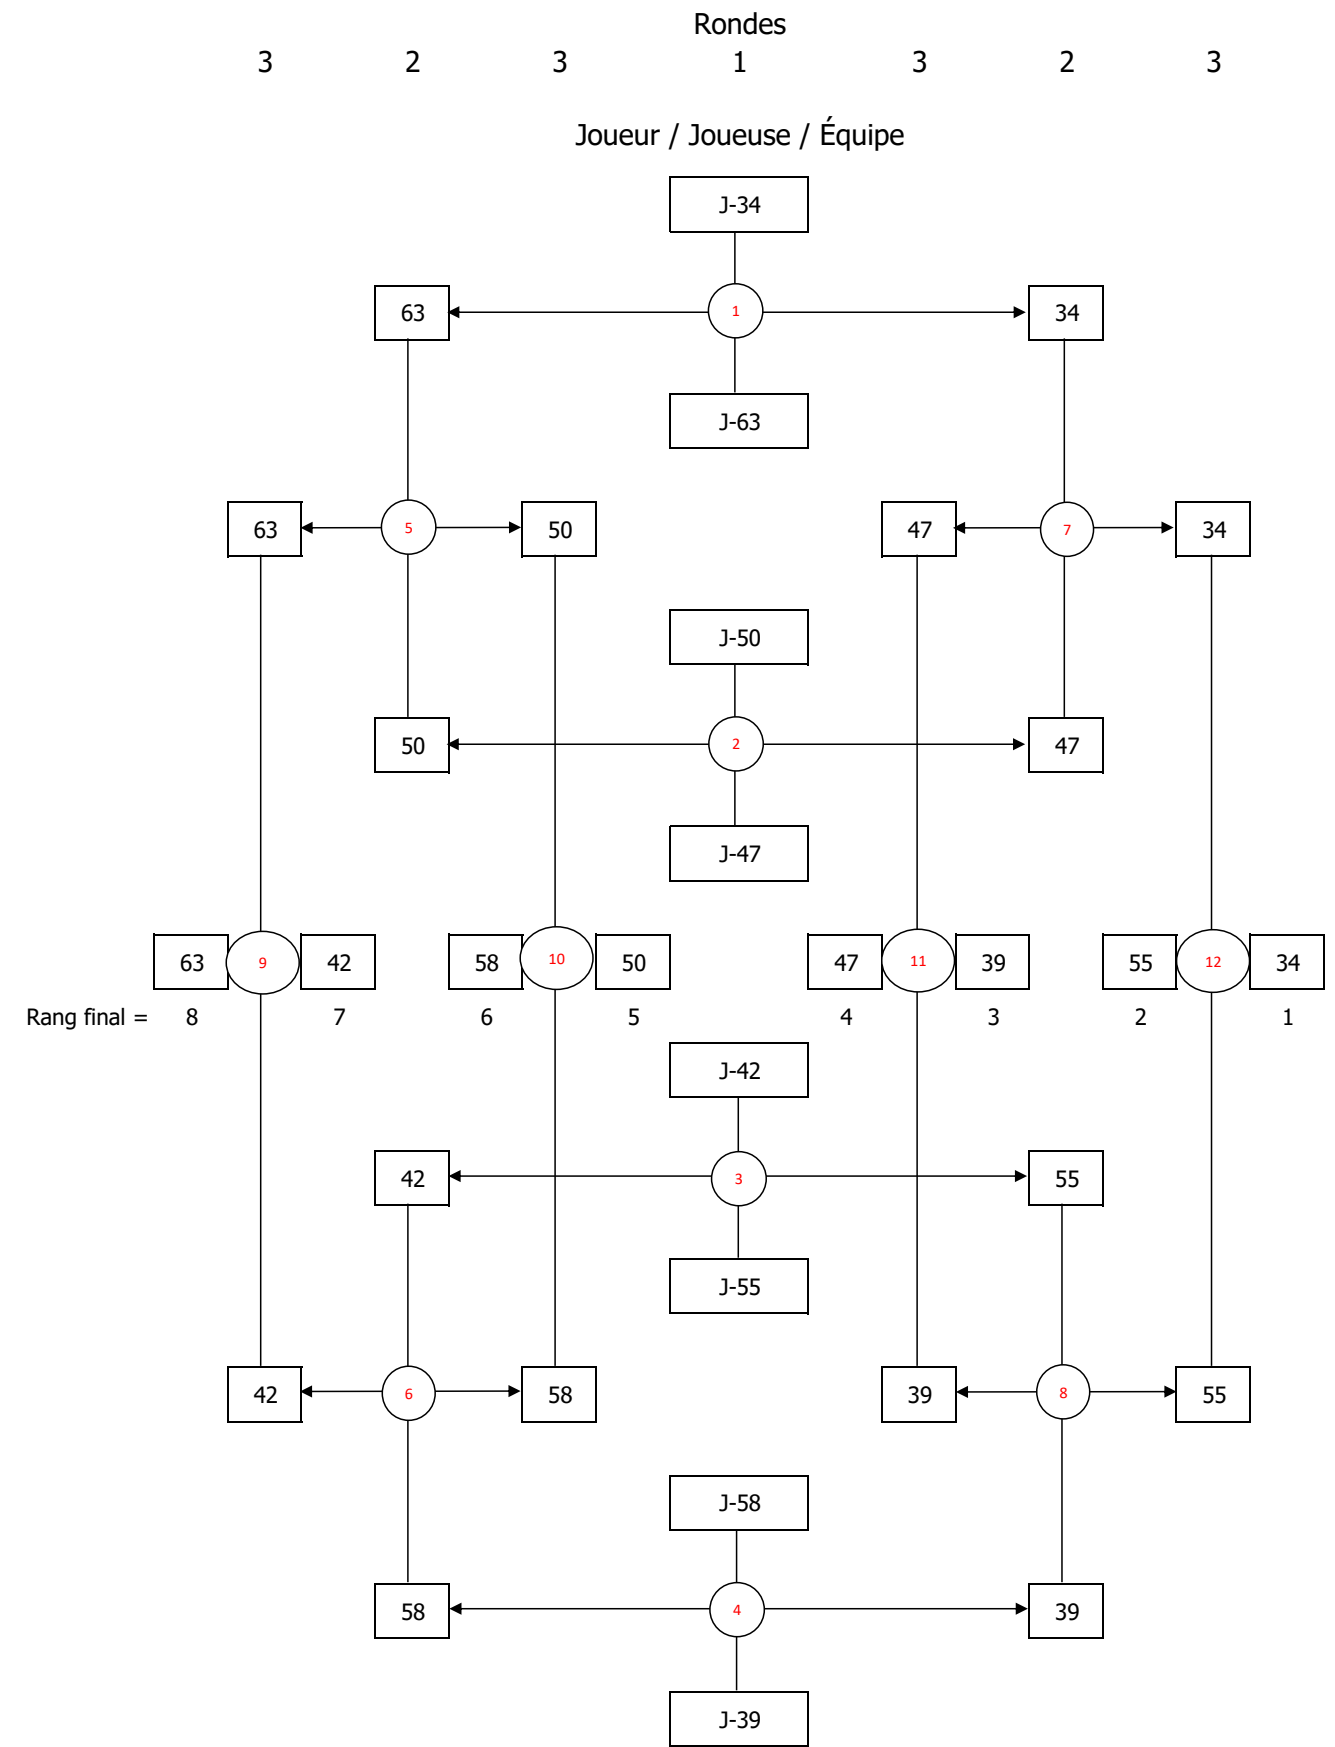 Rondes
3 2 3 1 3 2 3
Joueur / Joueuse / Équipe
J-34
63 1 34
J-63
63 5 50 47 7 34
J-50
50 2 47
J-47
63 9 42 58 10 50 47 11 39 55 12 34
Rang final = 8 7 6 5 4 3 2 1
J-42
42 3 55
J-55
42 6 58 39 8 55
J-58
58 4 39
J-39